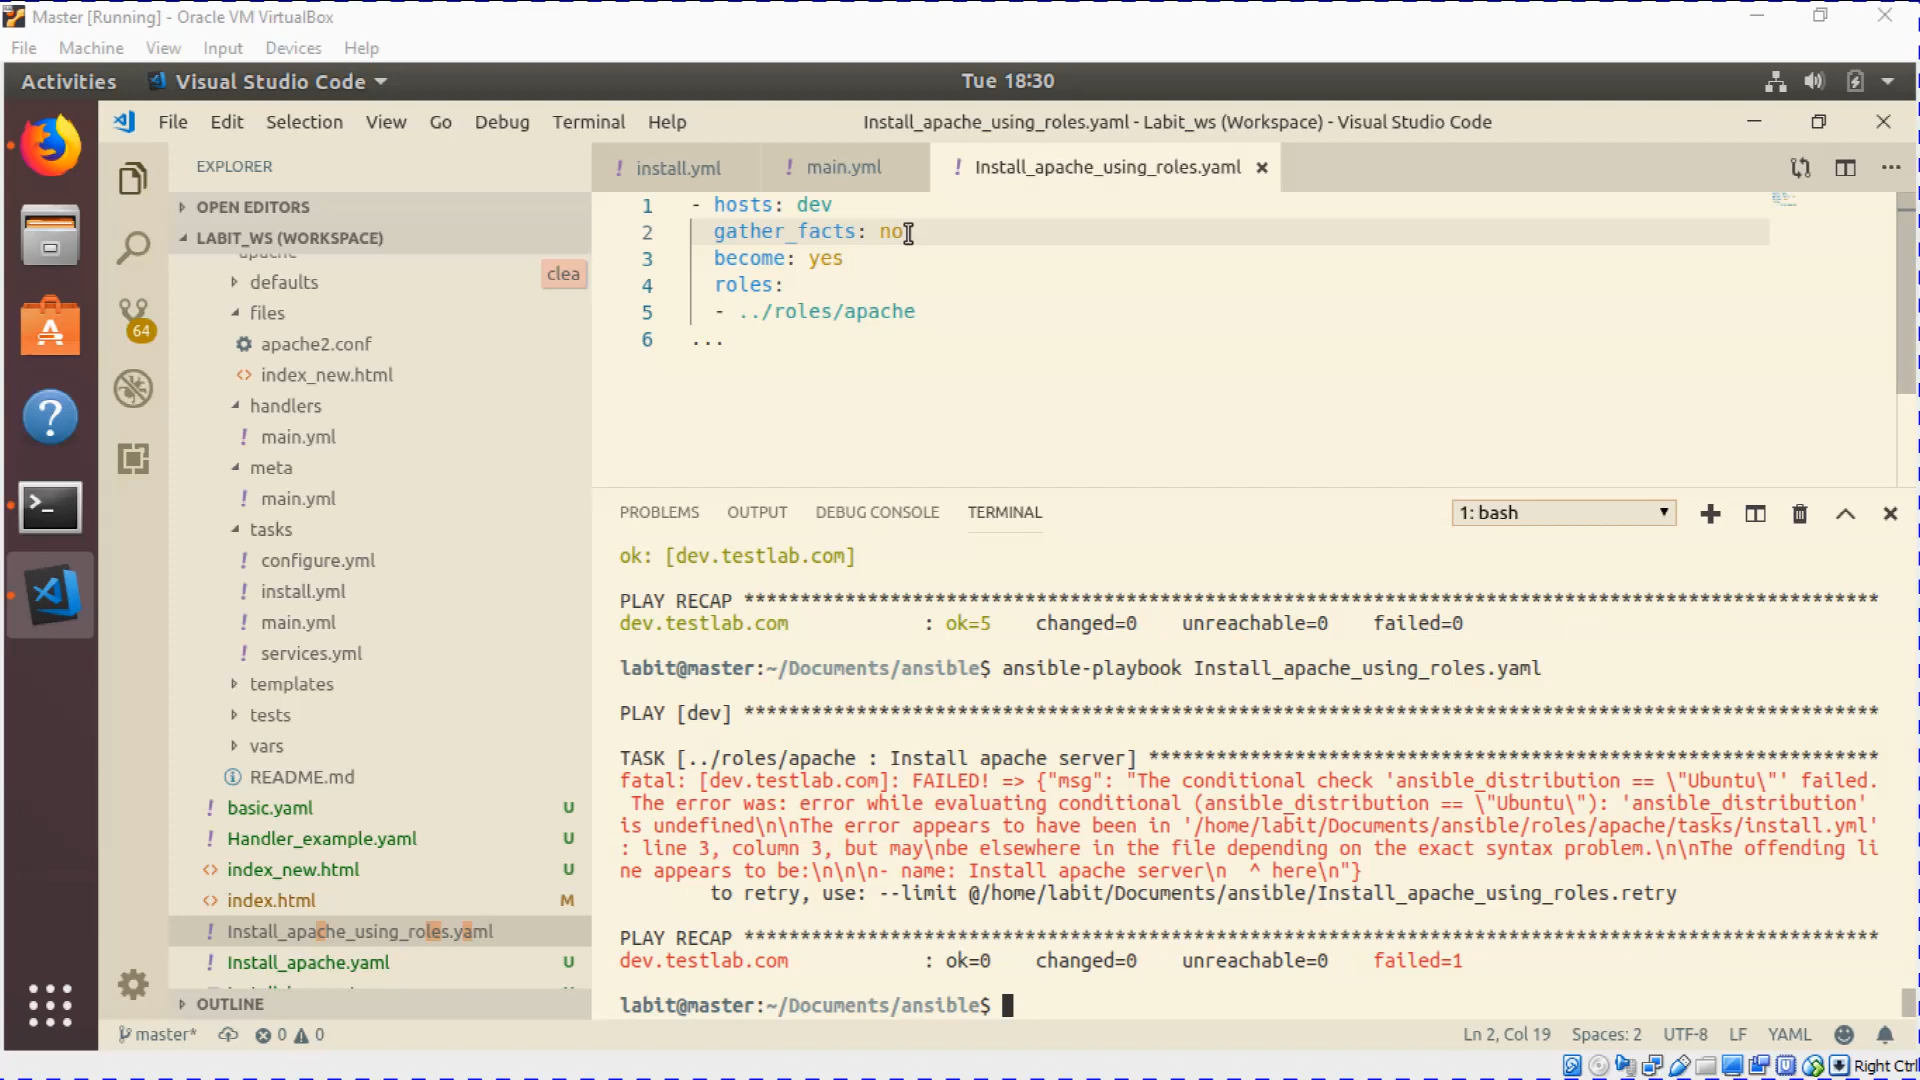 Master [Running] - Oracle VM VirtualBox
File Machine View Input Devices Help
Activities Visual Studio Code Tue 18:30
File Edit Selection View Go Debug Terminal Help Install_apache_using_roles.yaml - Labit_ws (Workspace) - Visual Studio Code
EXPLORER
OPEN EDITORS
LABIT_WS (WORKSPACE)
apache
clea
defaults
files
apache2.conf
index_new.html
handlers
main.yml
meta
main.yml
tasks
configure.yml
install.yml
main.yml
services.yml
templates
tests
vars
README.md
basic.yaml U
Handler_example.yaml U
index_new.html U
index.html M
Install_apache_using_roles.yaml
Install_apache.yaml U
OUTLINE
64
install.yml main.yml Install_apache_using_roles.yaml
1 - hosts: dev
2 gather_facts: no
3 become: yes
4 roles:
5 - ../roles/apache
6 ...
PROBLEMS OUTPUT DEBUG CONSOLE TERMINAL 1: bash
ok: [dev.testlab.com]
PLAY RECAP *****************************************************************************************************
dev.testlab.com : ok=5 changed=0 unreachable=0 failed=0
labit@master:~/Documents/ansible$ ansible-playbook Install_apache_using_roles.yaml
PLAY [dev] *****************************************************************************************************
TASK [../roles/apache : Install apache server] *****************************************************************
fatal: [dev.testlab.com]: FAILED! => {"msg": "The conditional check 'ansible_distribution == \"Ubuntu\"' failed.
The error was: error while evaluating conditional (ansible_distribution == \"Ubuntu\"): 'ansible_distribution'
is undefined\n\nThe error appears to have been in '/home/labit/Documents/ansible/roles/apache/tasks/install.yml'
: line 3, column 3, but may\nbe elsewhere in the file depending on the exact syntax problem.\n\nThe offending li
ne appears to be:\n\n\n- name: Install apache server\n  ^ here\n"}
to retry, use: --limit @/home/labit/Documents/ansible/Install_apache_using_roles.retry
PLAY RECAP *****************************************************************************************************
dev.testlab.com : ok=0 changed=0 unreachable=0 failed=1
labit@master:~/Documents/ansible$
master* 0 0 Ln 2, Col 19 Spaces: 2 UTF-8 LF YAML
Right Ctrl